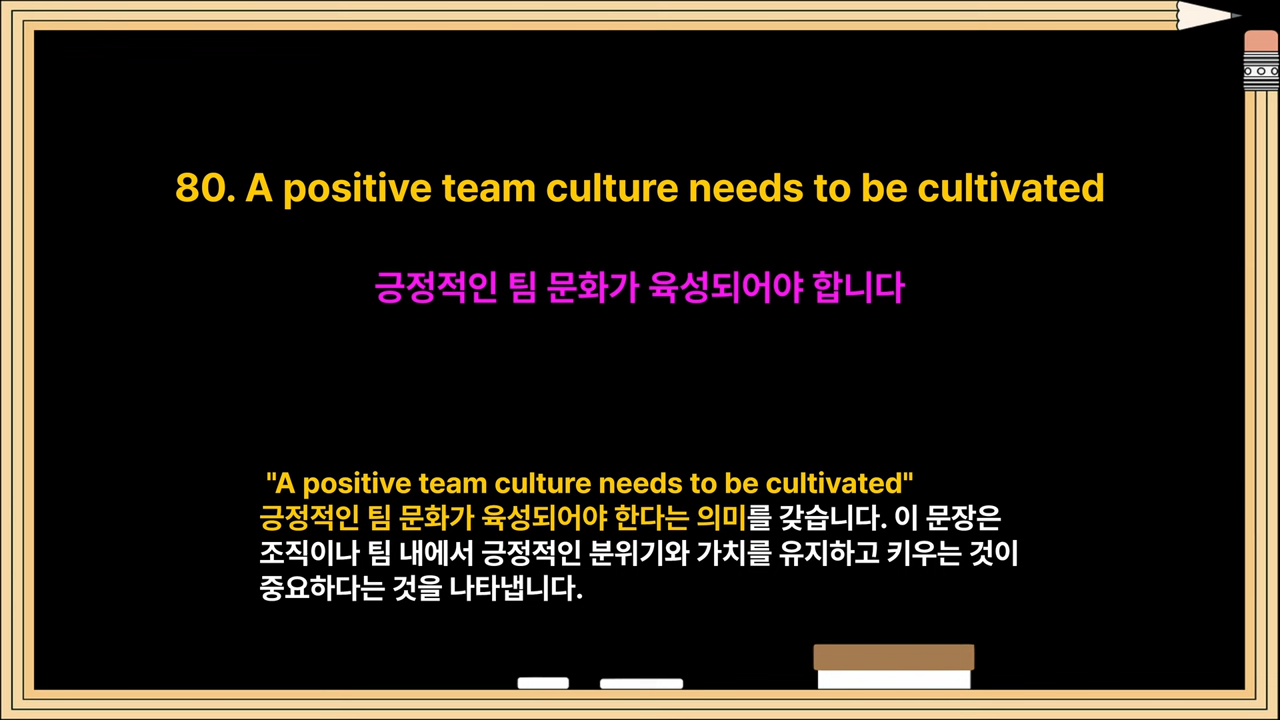 80. A positive team culture needs to be cultivated
긍정적인 팀 문화가 육성되어야 합니다
"A positive team culture needs to be cultivated"
긍정적인 팀 문화가 육성되어야 한다는 의미를 갖습니다. 이 문장은
조직이나 팀 내에서 긍정적인 분위기와 가치를 유지하고 키우는 것이
중요하다는 것을 나타냅니다.